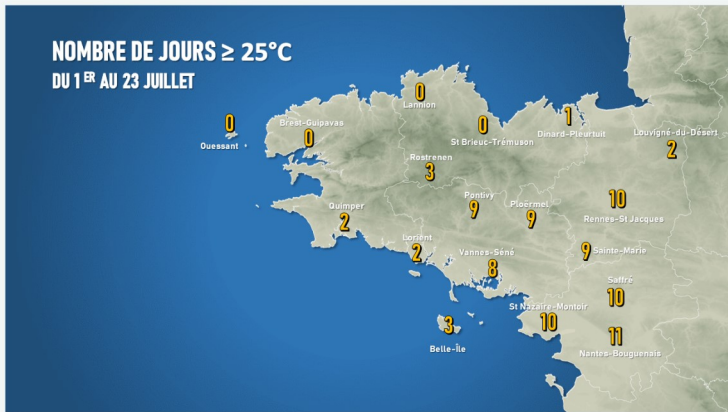 NOMBRE DE JOURS ≥ 25°C
DU 1ER AU 23 JUILLET
0
Lannion
0
Ouessant
Brest-Guipavas
0
0
St Brieuc-Trémuson
1
Dinard-Pleurtuit
Louvigné-du-Désert
2
Rostrenen
3
Pontivy
9
Ploërmel
9
10
Rennes-St Jacques
Quimper
2
Lorient
2
Vannes-Séné
8
9 Sainte-Marie
Saffré
10
St Nazaire-Montoir
10
3
Belle-Île
11
Nantes-Bouguenais